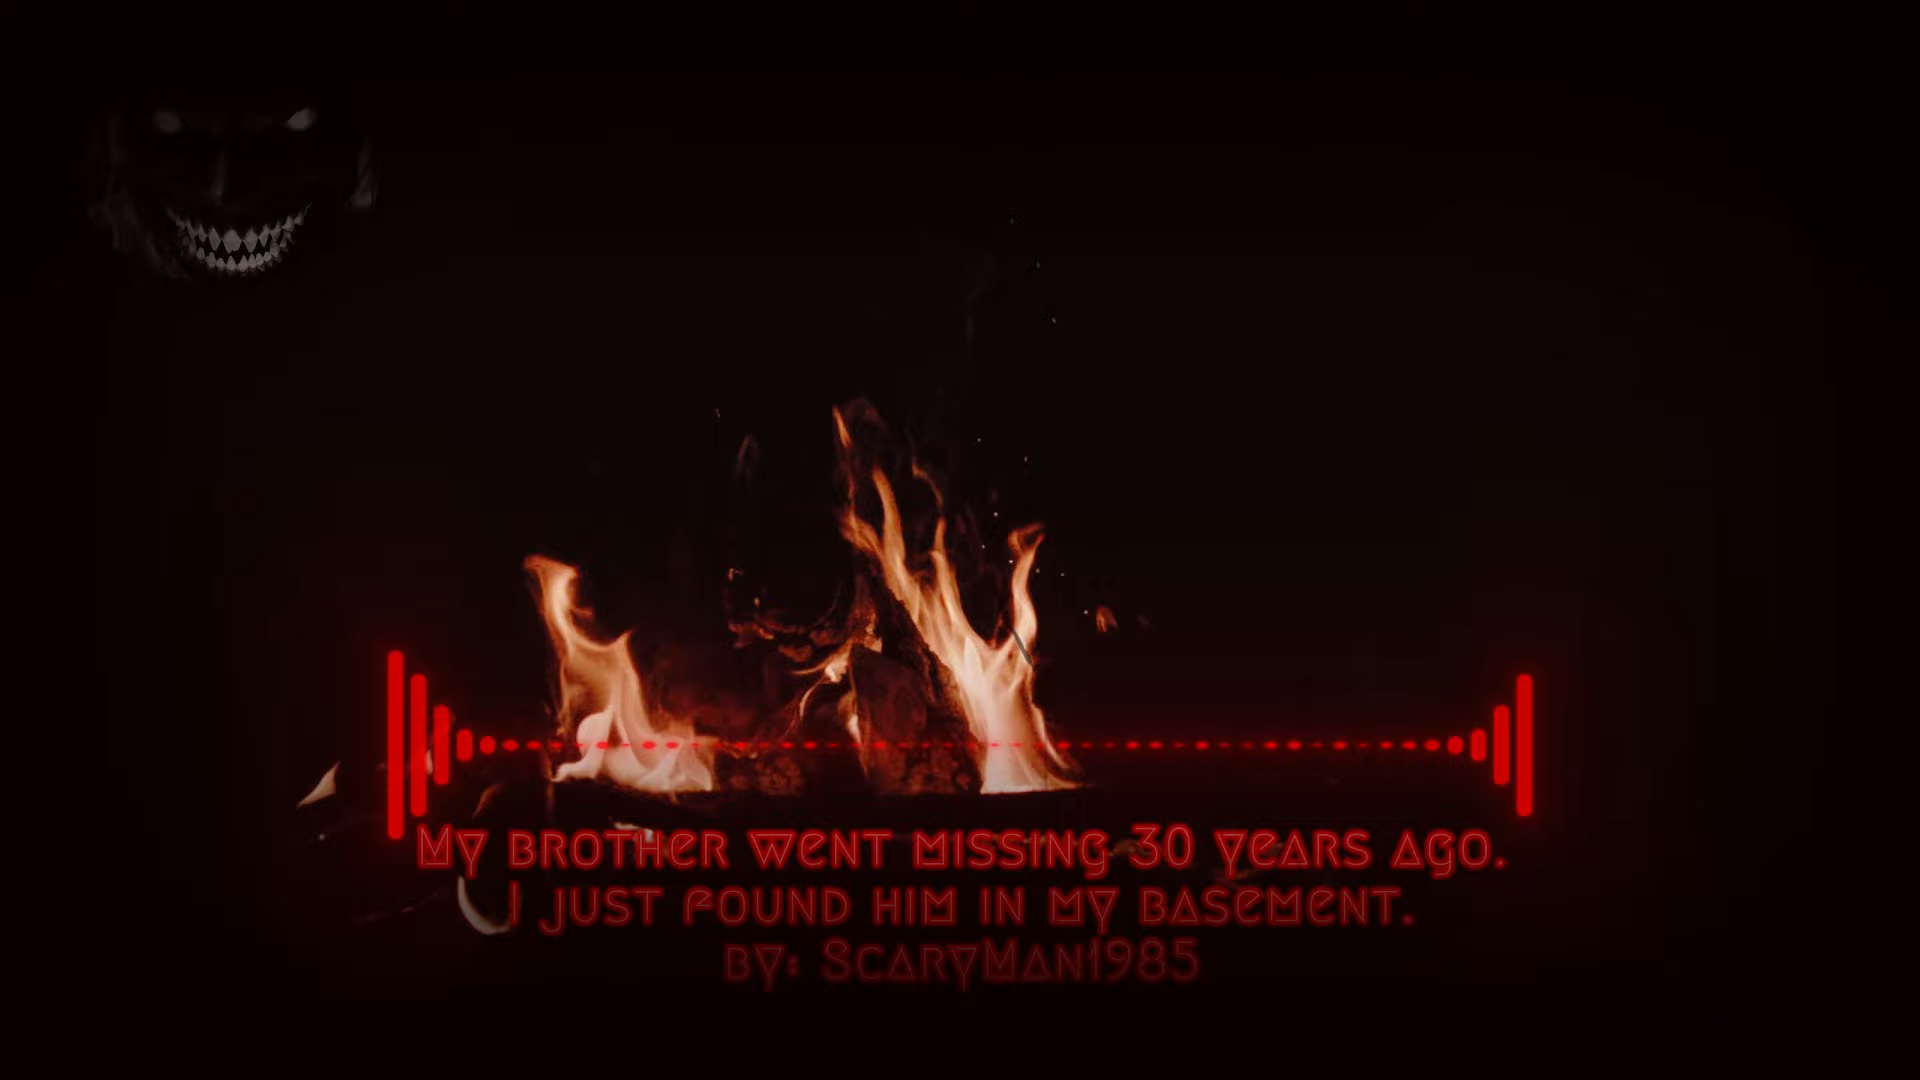 My brother went missing 30 years ago.
I just found him in my basement.
by: ScaryMan1985